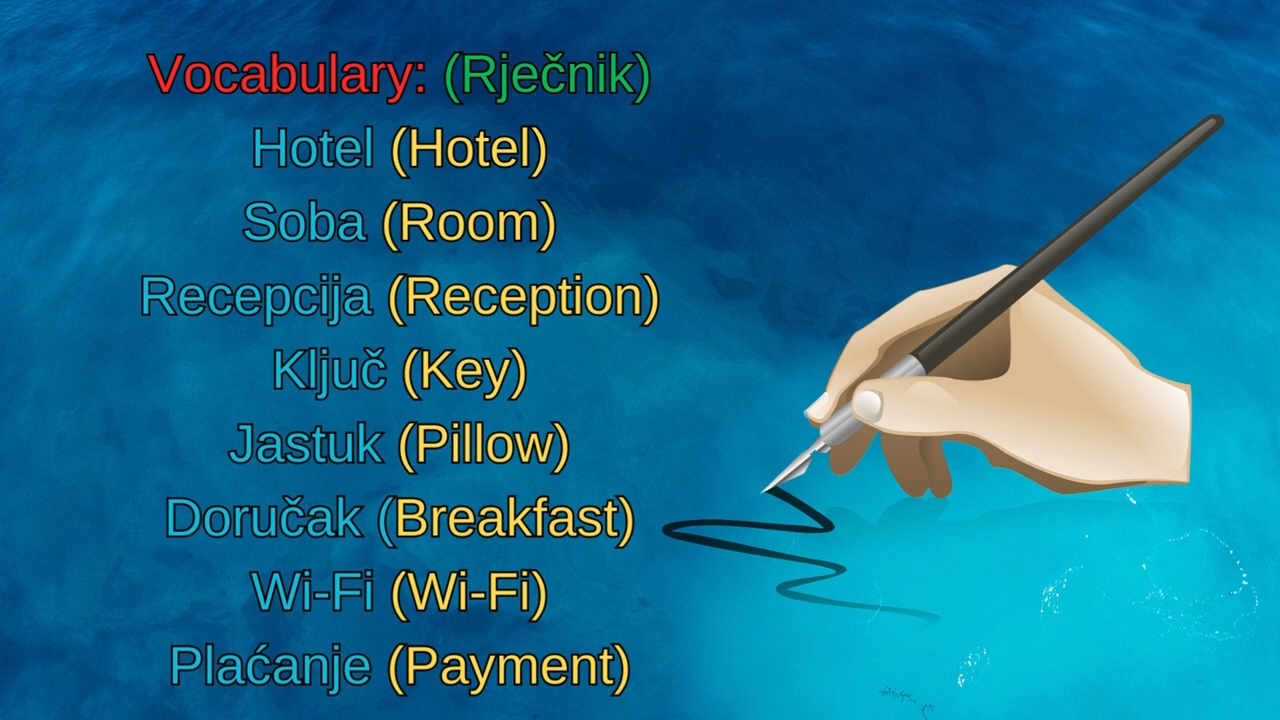 Vocabulary: (Rječnik)
Hotel (Hotel)
Soba (Room)
Recepcija (Reception)
Ključ (Key)
Jastuk (Pillow)
Doručak (Breakfast)
Wi-Fi (Wi-Fi)
Plaćanje (Payment)